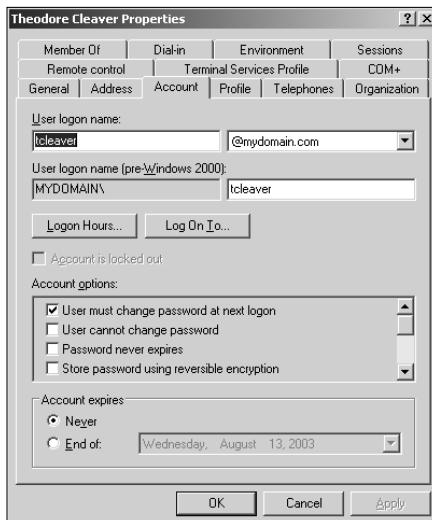 Theodore Cleaver Properties
Member Of Dial-in Environment Sessions
Remote control Terminal Services Profile COM+
General Address Account Profile Telephones Organization
User logon name:
tcleaver @mydomain.com
User logon name (pre-Windows 2000):
MYDOMAIN\ tcleaver
Logon Hours... Log On To...
Account is locked out
Account options:
User must change password at next logon
User cannot change password
Password never expires
Store password using reversible encryption
Account expires
Never
End of: Wednesday, August 13, 2003
OK Cancel Apply